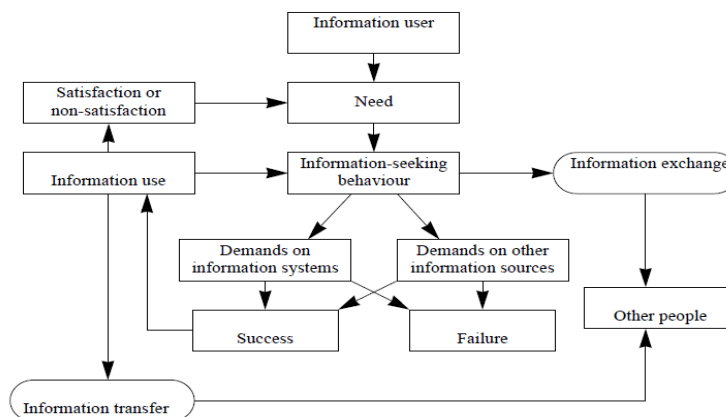 Information user
Satisfaction or
non-satisfaction
Need
Information use
Information-seeking
behaviour
Information exchange
Demands on
information systems
Demands on other
information sources
Success
Failure
Other people
Information transfer